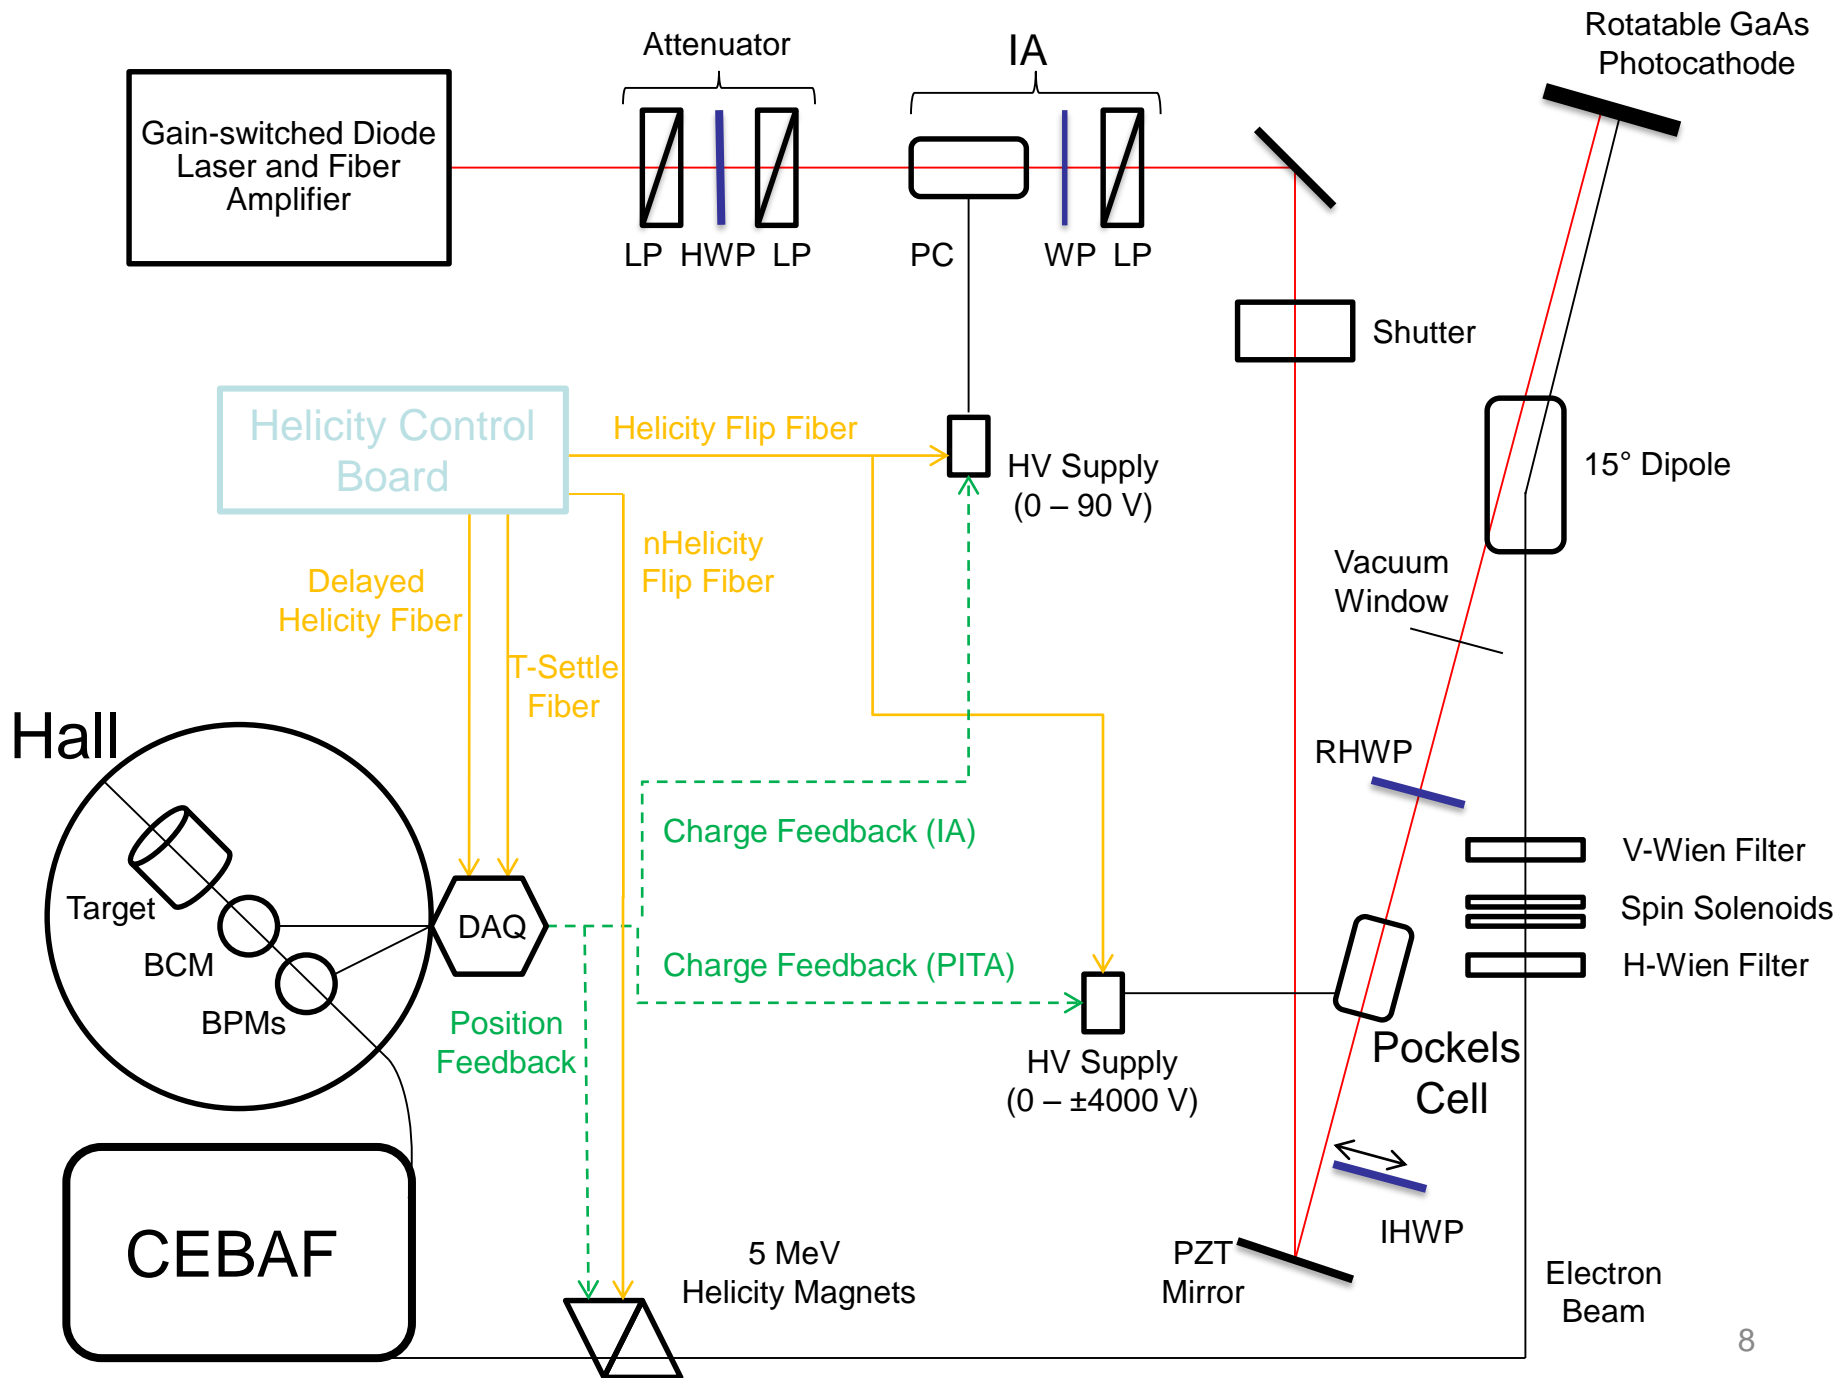 Rotatable GaAs
Photocathode
Attenuator
IA
Gain-switched Diode
Laser and Fiber
Amplifier
LP HWP LP
PC
WP LP
Shutter
Helicity Control
Board
Helicity Flip Fiber
HV Supply
(0 – 90 V)
15° Dipole
nHelicity
Flip Fiber
Delayed
Helicity Fiber
Vacuum
Window
T-Settle
Fiber
Hall
RHWP
Charge Feedback (IA)
V-Wien Filter
Target
DAQ
Spin Solenoids
BCM
Charge Feedback (PITA)
H-Wien Filter
BPMs
Position
Feedback
HV Supply
(0 – ±4000 V)
Pockels
Cell
CEBAF
5 MeV
Helicity Magnets
PZT
Mirror
IHWP
Electron
Beam
8